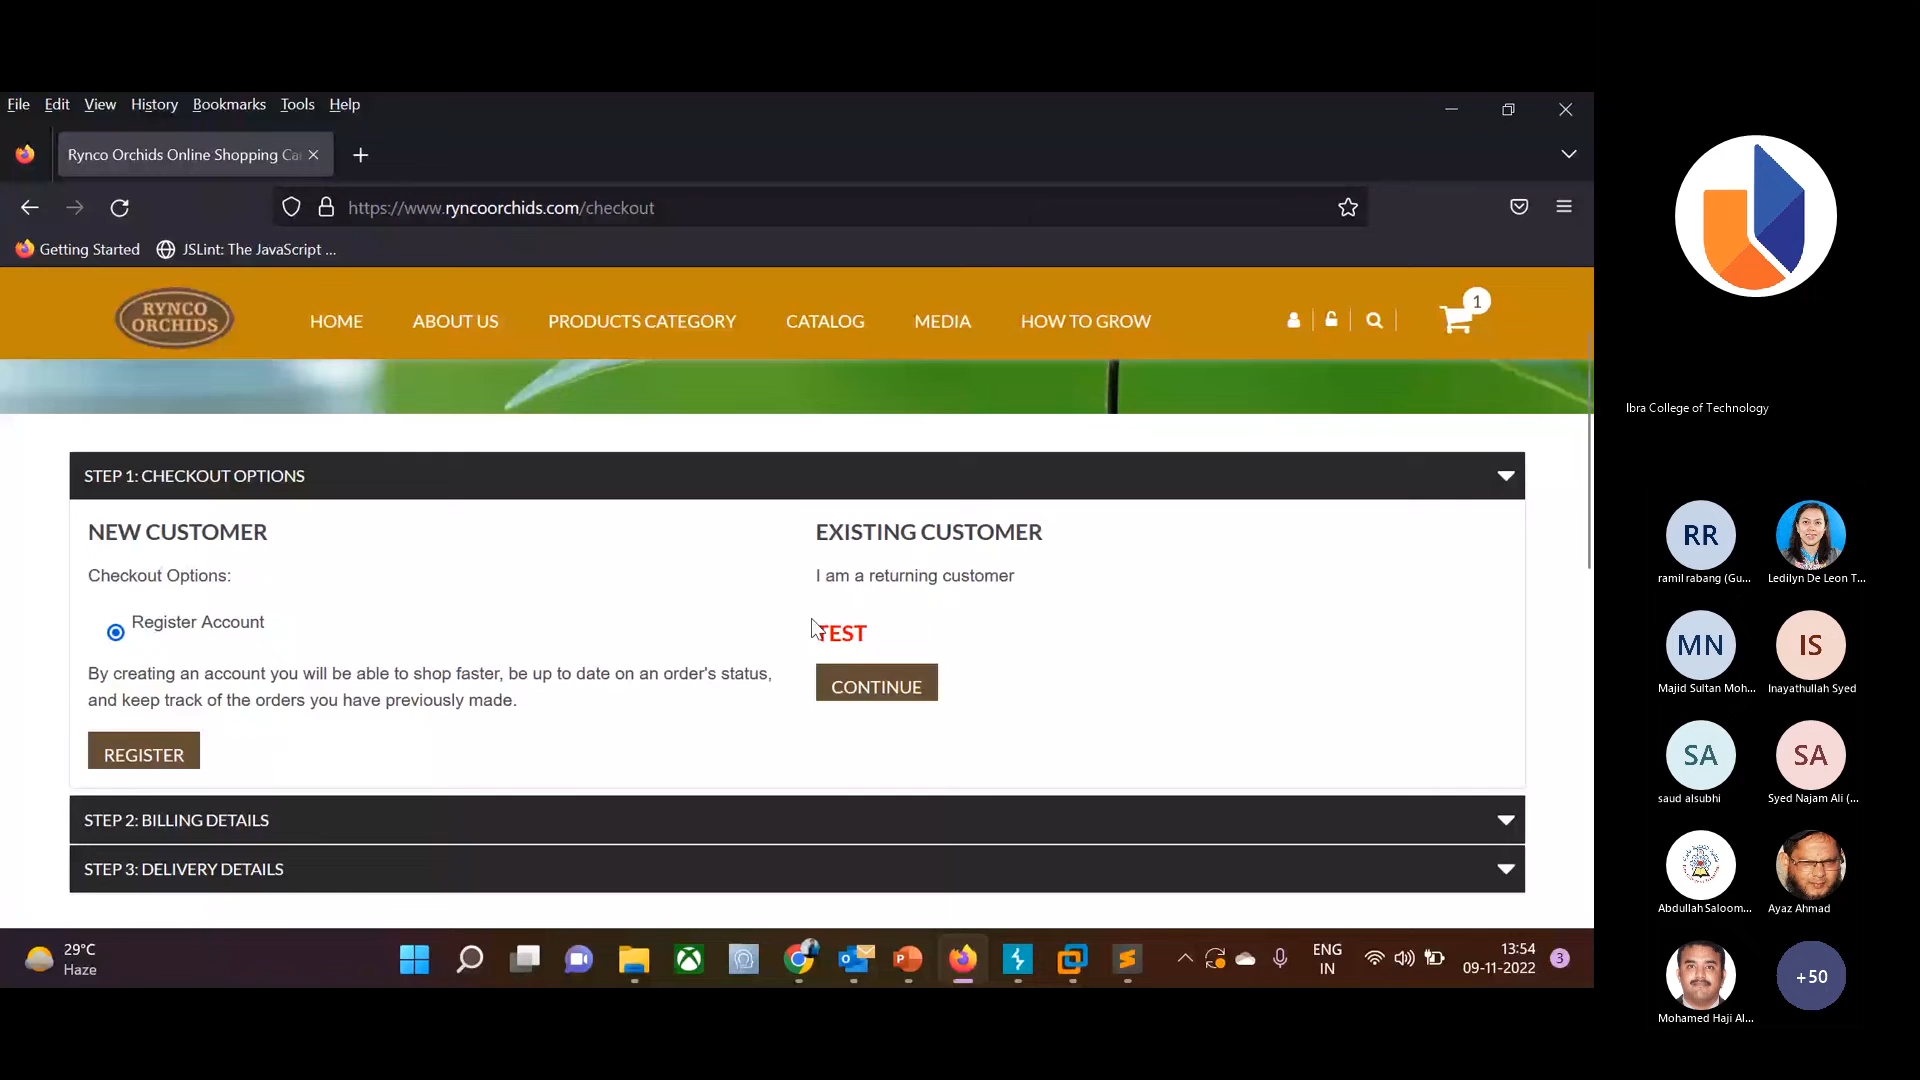 File Edit View History Bookmarks Tools Help
Rynco Orchids Online Shopping Ca
https://www.ryncoorchids.com/checkout
Getting Started JSLint: The JavaScript ...
RYNCO
ORCHIDS
HOME ABOUT US PRODUCTS CATEGORY CATALOG MEDIA HOW TO GROW 1
STEP 1: CHECKOUT OPTIONS
NEW CUSTOMER
Checkout Options:
Register Account
By creating an account you will be able to shop faster, be up to date on an order's status,
and keep track of the orders you have previously made.
REGISTER
EXISTING CUSTOMER
I am a returning customer
TEST
CONTINUE
STEP 2: BILLING DETAILS
STEP 3: DELIVERY DETAILS
29°C
Haze
ENG
IN
13:54
09-11-2022
3
Ibra College of Technology
RR
ramil rabang (Gu...
Ledilyn De Leon T...
MN
Majid Sultan Moh...
IS
Inayathullah Syed
SA
saud alsubhi
SA
Syed Najam Ali (...
Abdullah Saloom...
Ayaz Ahmad
Mohamed Haji Al...
+50